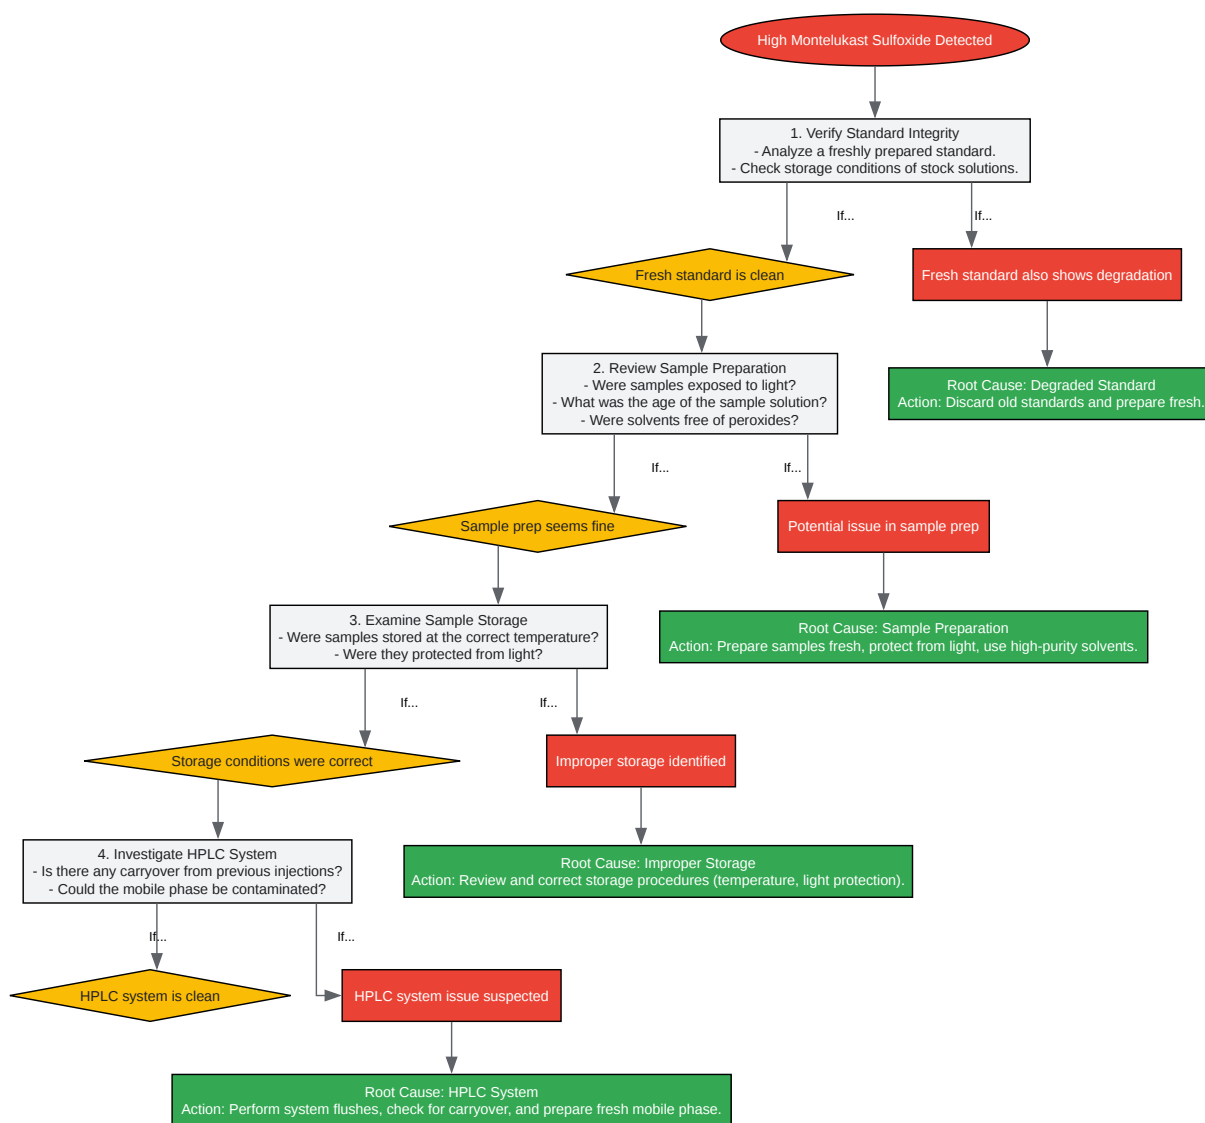 High Montelukast Sulfoxide Detected
1. Verify Standard Integrity
- Analyze a freshly prepared standard.
- Check storage conditions of stock solutions.
If...
If...
Fresh standard is clean
Fresh standard also shows degradation
2. Review Sample Preparation
- Were samples exposed to light?
- What was the age of the sample solution?
- Were solvents free of peroxides?
Root Cause: Degraded Standard
Action: Discard old standards and prepare fresh.
If...
If...
Sample prep seems fine
Potential issue in sample prep
3. Examine Sample Storage
- Were samples stored at the correct temperature?
- Were they protected from light?
Root Cause: Sample Preparation
Action: Prepare samples fresh, protect from light, use high-purity solvents.
If...
If...
Storage conditions were correct
Improper storage identified
4. Investigate HPLC System
- Is there any carryover from previous injections?
- Could the mobile phase be contaminated?
Root Cause: Improper Storage
Action: Review and correct storage procedures (temperature, light protection).
If...
If...
HPLC system is clean
HPLC system issue suspected
Root Cause: HPLC System
Action: Perform system flushes, check for carryover, and prepare fresh mobile phase.